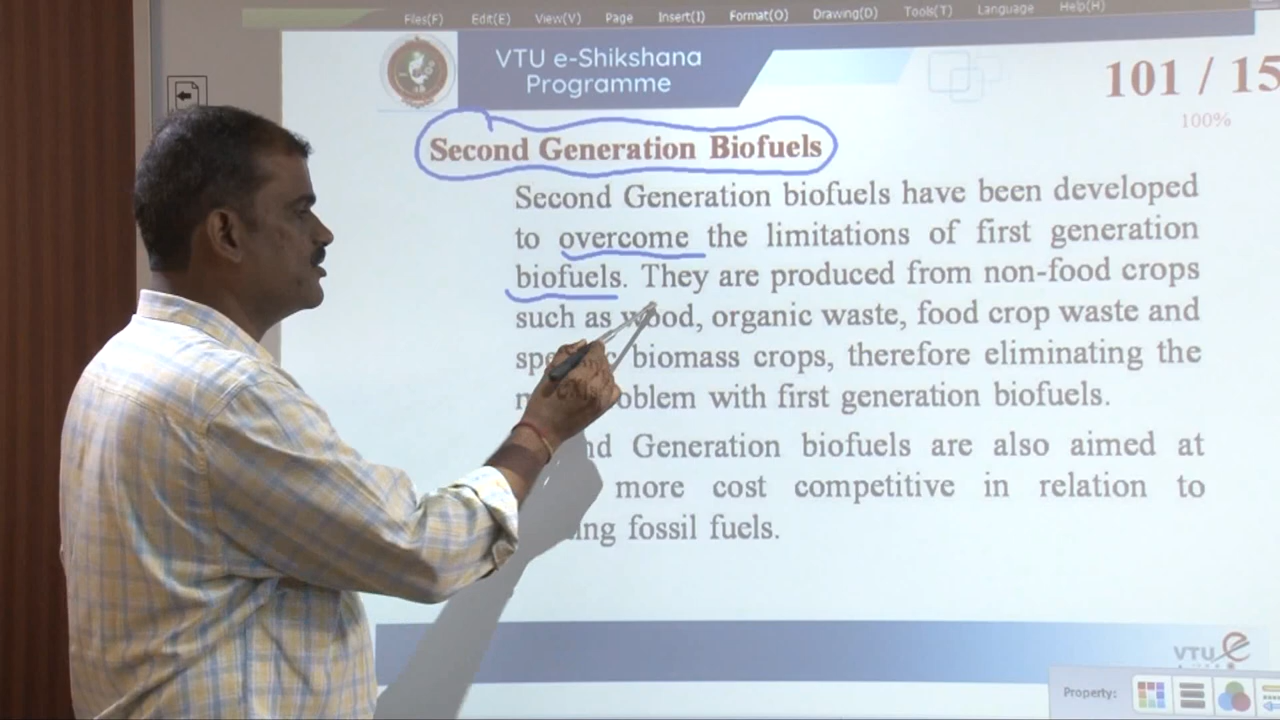 Files(F) Edit(E) View(V) Page Insert(I) Format(O) Drawing(D) Tools(T) Language Help(H)
VTU e-Shikshana
Programme
101 / 15
100%
Second Generation Biofuels
Second Generation biofuels have been developed
to overcome the limitations of first generation
biofuels. They are produced from non-food crops
such as wood, organic waste, food crop waste and
biomass crops, therefore eliminating the
with first generation biofuels.
Generation biofuels are also aimed at
more cost competitive in relation to
fossil fuels.
VTU e
Property: